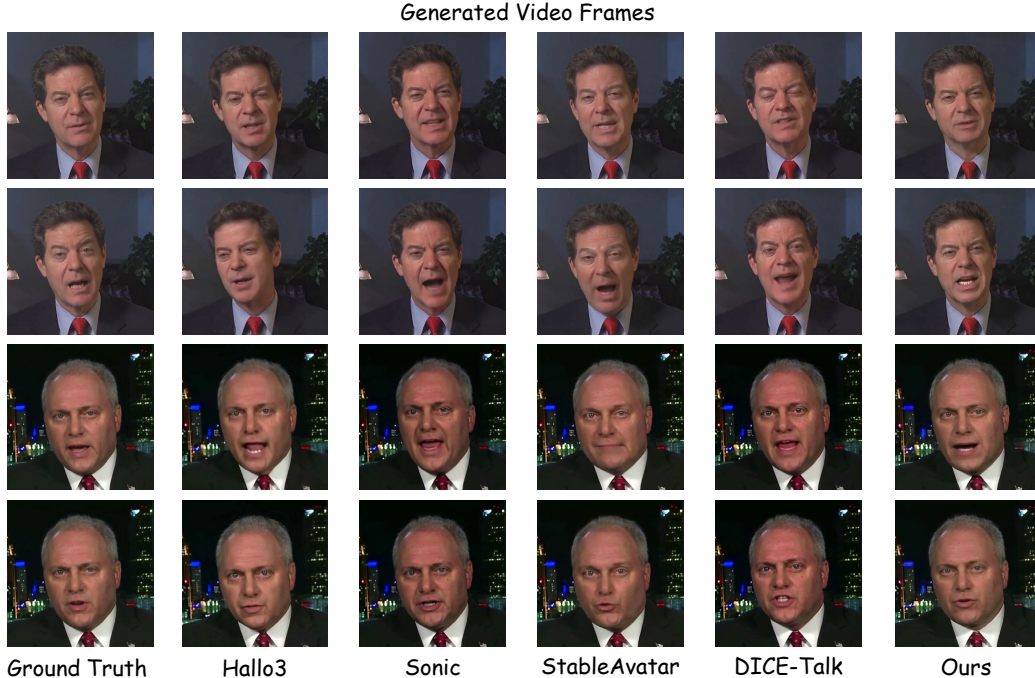 Generated Video Frames
Ground Truth Hallo3 Sonic StableAvatar DICE-Talk Ours